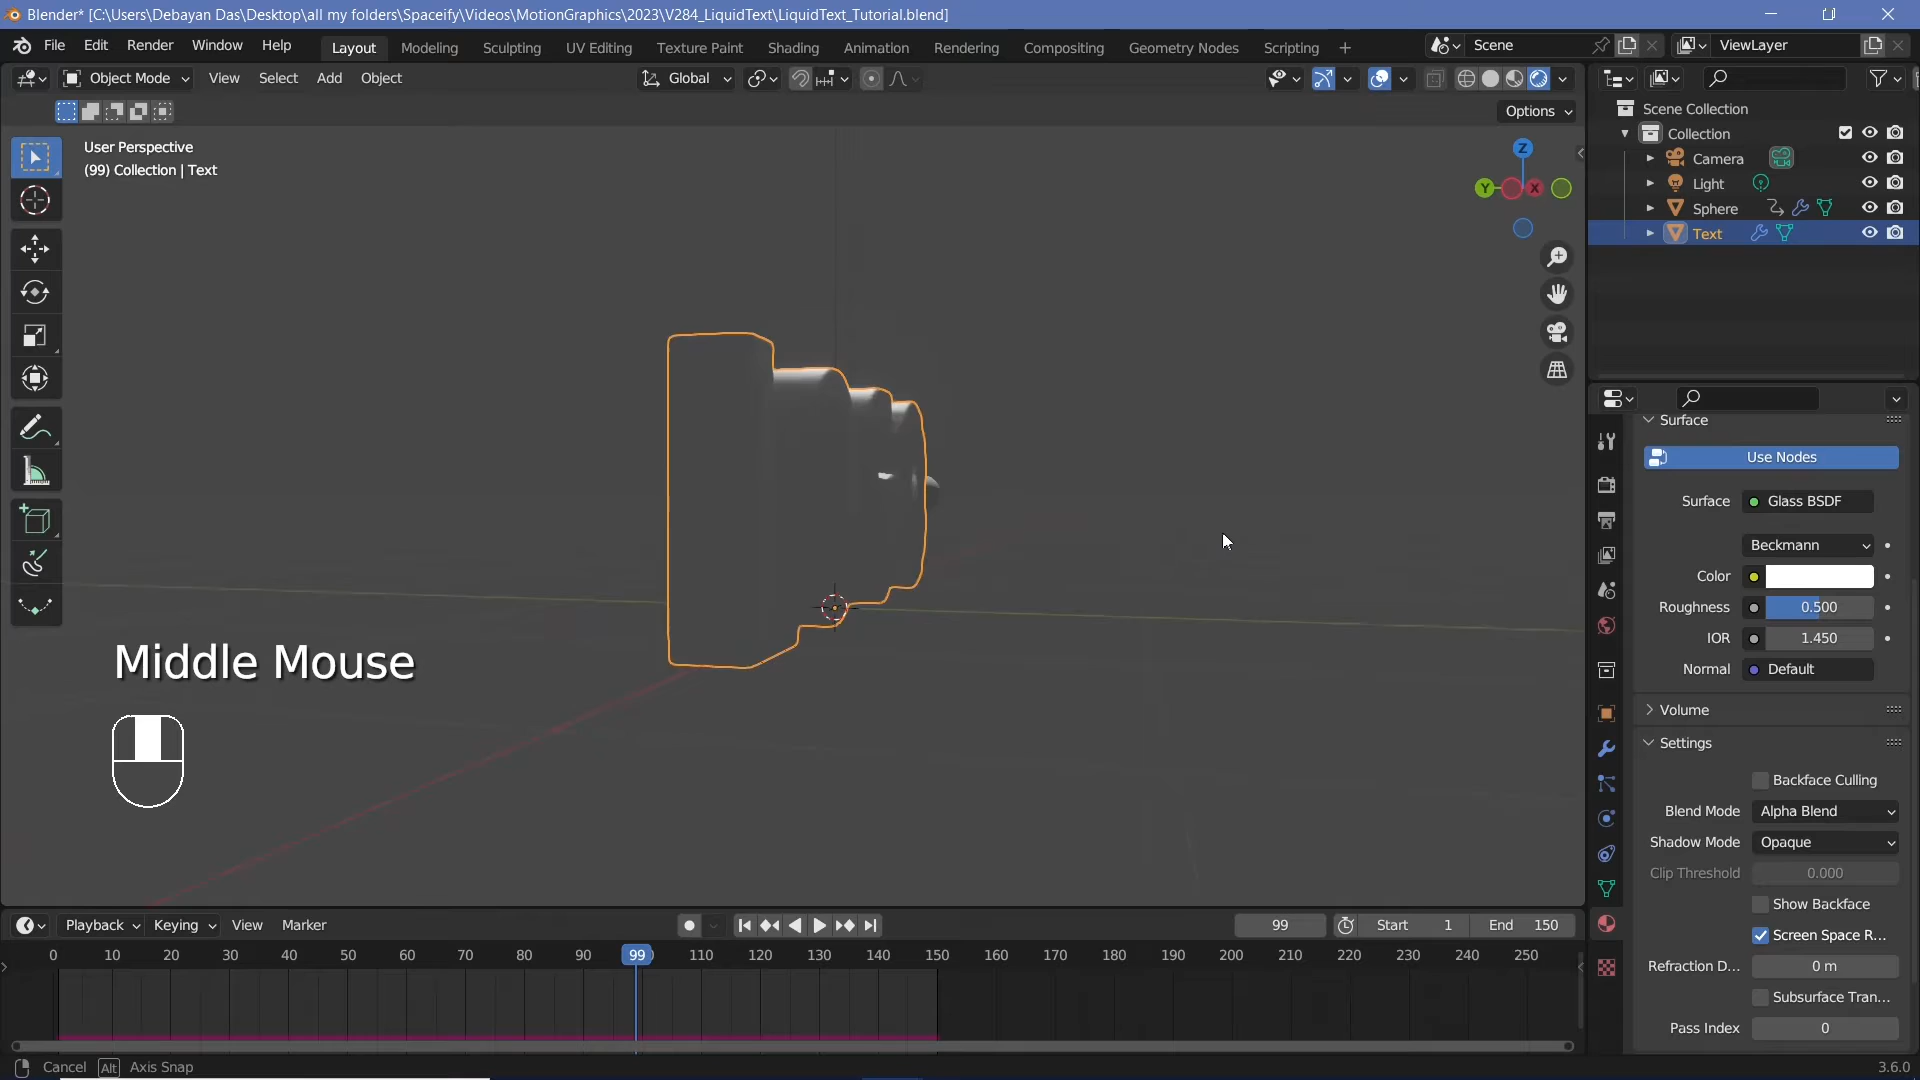 Blender* [C:\Users\Debayan Das\Desktop\all my folders\Spaceify\Videos\MotionGraphics\2023\V284_LiquidText\LiquidText_Tutorial.blend]
File Edit Render Window Help Layout Modeling Sculpting UV Editing Texture Paint Shading Animation Rendering Compositing Geometry Nodes Scripting + Scene ViewLayer
Object Mode View Select Add Object Global
Options
User Perspective
(99) Collection | Text
Z
Y X
Scene Collection
Collection
Camera
Light
Sphere
Text
Surface
Use Nodes
Surface Glass BSDF
Beckmann
Color
Roughness 0.500
IOR 1.450
Normal Default
Volume
Settings
Backface Culling
Blend Mode Alpha Blend
Shadow Mode Opaque
Clip Threshold 0.000
Show Backface
Screen Space R...
Refraction D... 0 m
Subsurface Tran...
Pass Index 0
Middle Mouse
Playback Keying View Marker 99 Start 1 End 150
0 10 20 30 40 50 60 70 80 90 99 110 120 130 140 150 160 170 180 190 200 210 220 230 240 250
Cancel Alt Axis Snap 3.6.0